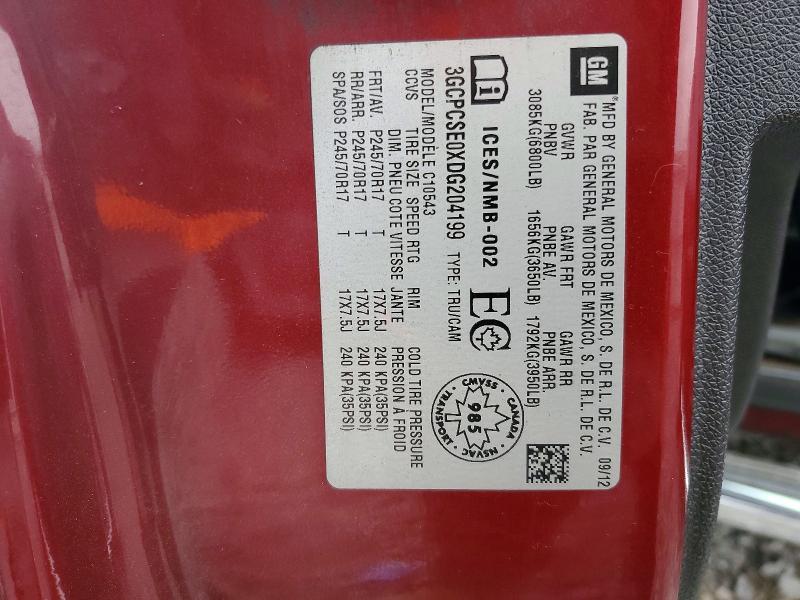 GM
®
MFD BY GENERAL MOTORS DE MEXICO, S. DE R.L. DE C.V. 09/12
FAB. PAR GENERAL MOTORS DE MEXICO, S. DE R.L. DE C.V.
GVWR GAWR FRT GAWR RR
PNBV PNBE AV. PNBE ARR.
3085KG(6800LB) 1656KG(3650LB) 1792KG(3950LB)
i ICES/NMB-002 EC
CANADA · NSVAC · TRANSPORT · CMVSS ·
985
3GCPCSE0XDG204199 TYPE: TRU/CAM
MODEL/MODÈLE C10543
CCVS TIRE SIZE SPEED RTG RIM COLD TIRE PRESSURE
DIM. PNEU COTE VITESSE JANTE PRESSION À FROID
FRT/AV. P245/70R17 T 17X7.5J 240 KPA(35PSI)
RR/ARR. P245/70R17 T 17X7.5J 240 KPA(35PSI)
SPA/SOS P245/70R17 T 17X7.5J 240 KPA(35PSI)